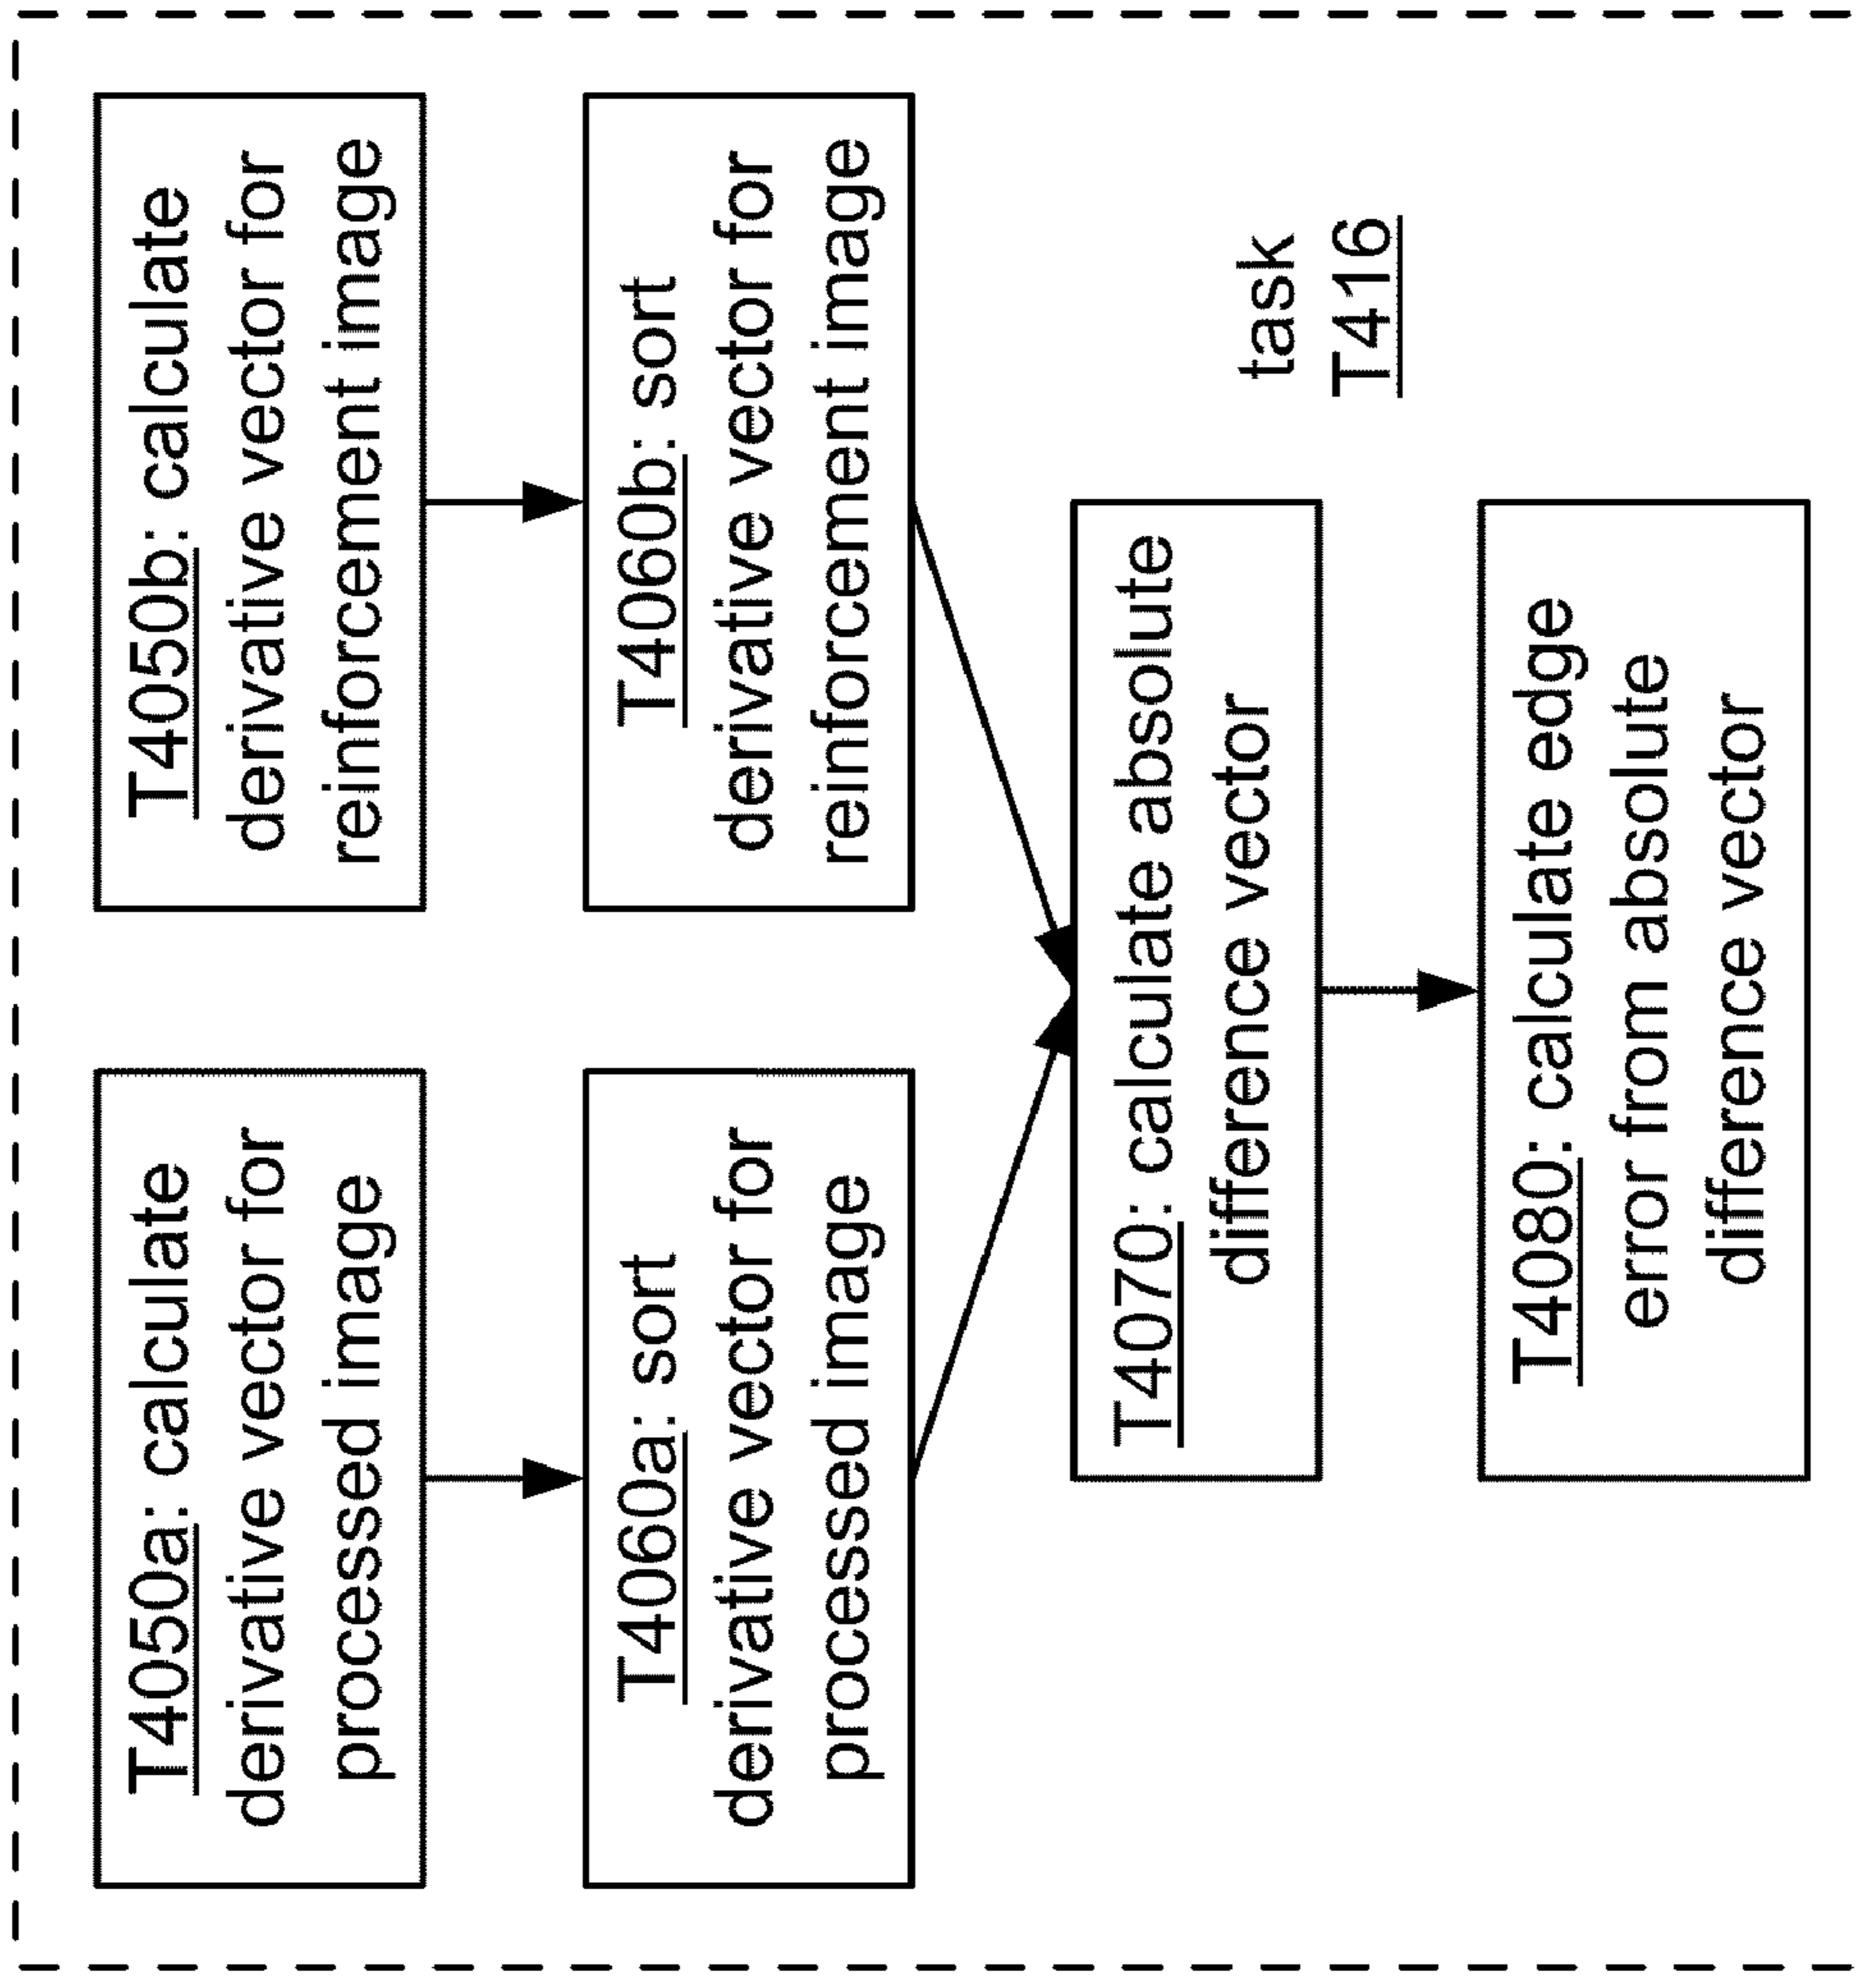 T4050a: calculate
derivative vector for
processed image
T4050b: calculate
derivative vector for
reinforcement image
T4060a: sort
derivative vector for
processed image
T4060b: sort
derivative vector for
reinforcement image
T4070: calculate absolute
difference vector
task
T416
T4080: calculate edge
error from absolute
difference vector